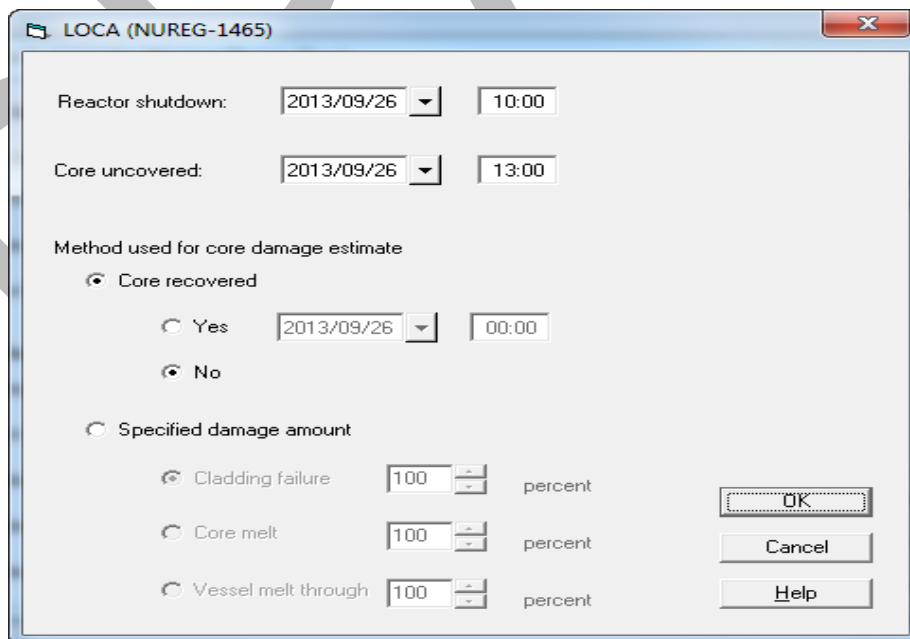 LOCA (NUREG-1465)
Reactor shutdown: 2013/09/26 10:00
Core uncovered: 2013/09/26 13:00
Method used for core damage estimate
Core recovered
Yes 2013/09/26 00:00
No
Specified damage amount
Cladding failure 100 percent
OK
Core melt 100 percent
Cancel
Vessel melt through 100 percent
Help